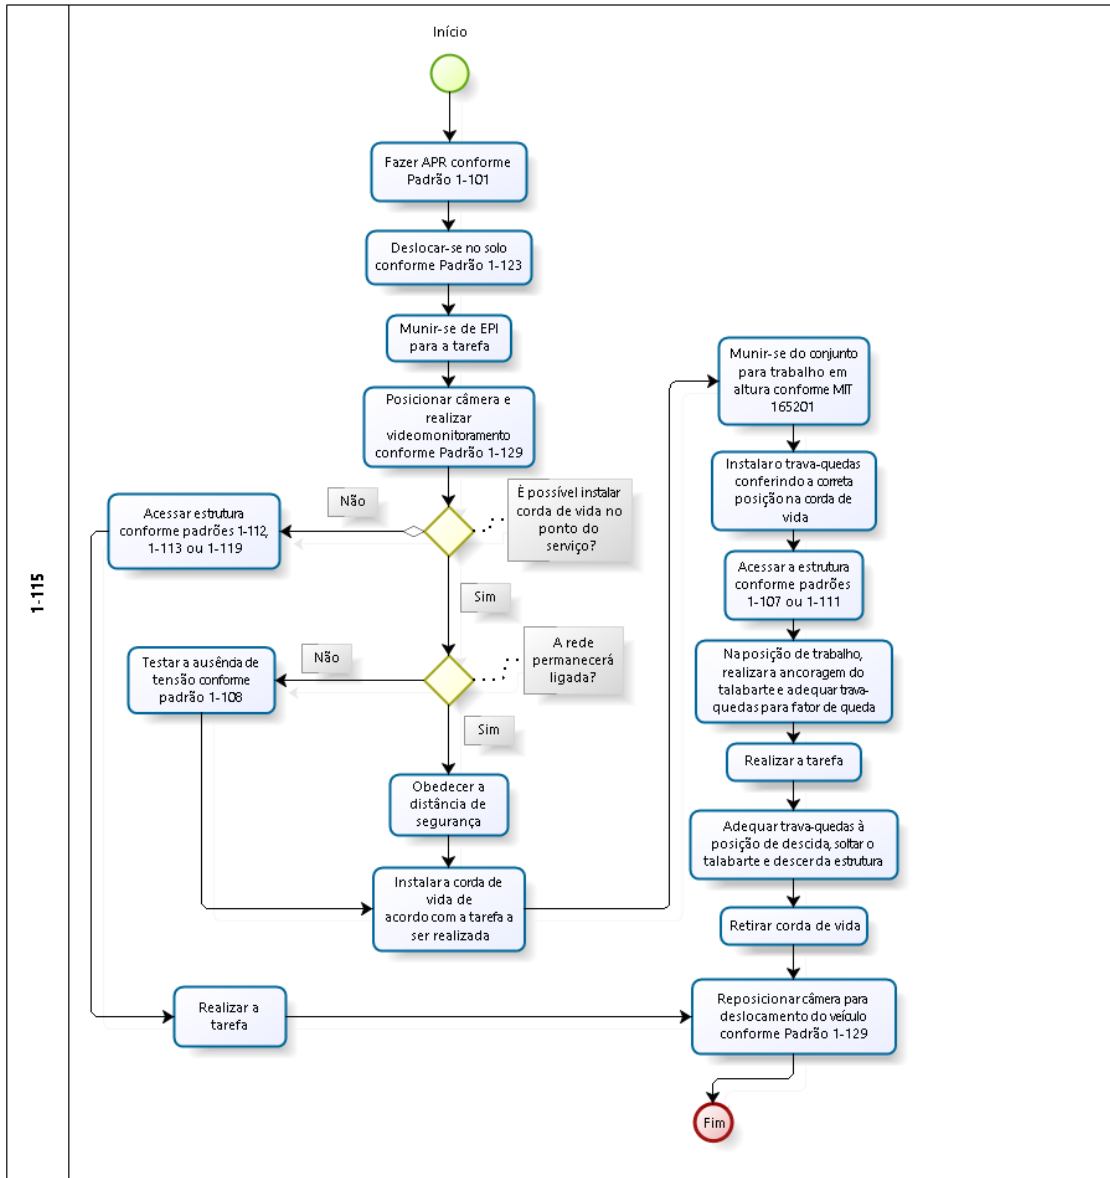 1-115
Início
Fazer APR conforme
Padrão 1-101
Deslocar-se no solo
conforme Padrão 1-123
Munir-se de EPI
para a tarefa
Posicionar câmera e
realizar
videomonitoramento
conforme Padrão 1-129
É possível instalar
corda de vida no
ponto do
serviço?
Não
Acessar estrutura
conforme padrões 1-112,
1-113 ou 1-119
Sim
A rede
permanecerá
ligada?
Não
Testar a ausência de
tensão conforme
padrão 1-108
Sim
Obedecer a
distância de
segurança
Instalar a corda de
vida de
acordo com a tarefa a
ser realizada
Realizar a
tarefa
Munir-se do conjunto
para trabalho em
altura conforme MIT
165201
Instalar o trava-quedas
conferindo a correta
posição na corda de
vida
Acessar a estrutura
conforme padrões
1-107 ou 1-111
Na posição de trabalho,
realizar a ancoragem do
talabarte e adequar trava-
quedas para fator de queda
Realizar a tarefa
Adequar trava-quedas à
posição de descida, soltar o
talabarte e descer da estrutura
Retirar corda de vida
Reposicionar câmera para
deslocamento do veículo
conforme Padrão 1-129
Fim